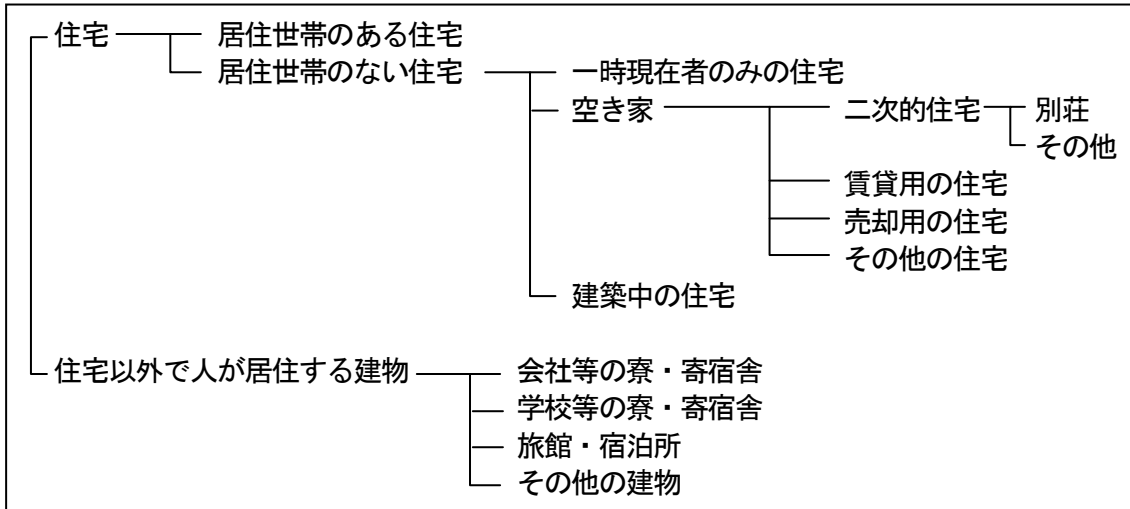 住宅 居住世帯のある住宅
居住世帯のない住宅 一時現在者のみの住宅
空き家 二次的住宅 別荘
その他
賃貸用の住宅
売却用の住宅
その他の住宅
建築中の住宅
住宅以外で人が居住する建物 会社等の寮・寄宿舎
学校等の寮・寄宿舎
旅館・宿泊所
その他の建物